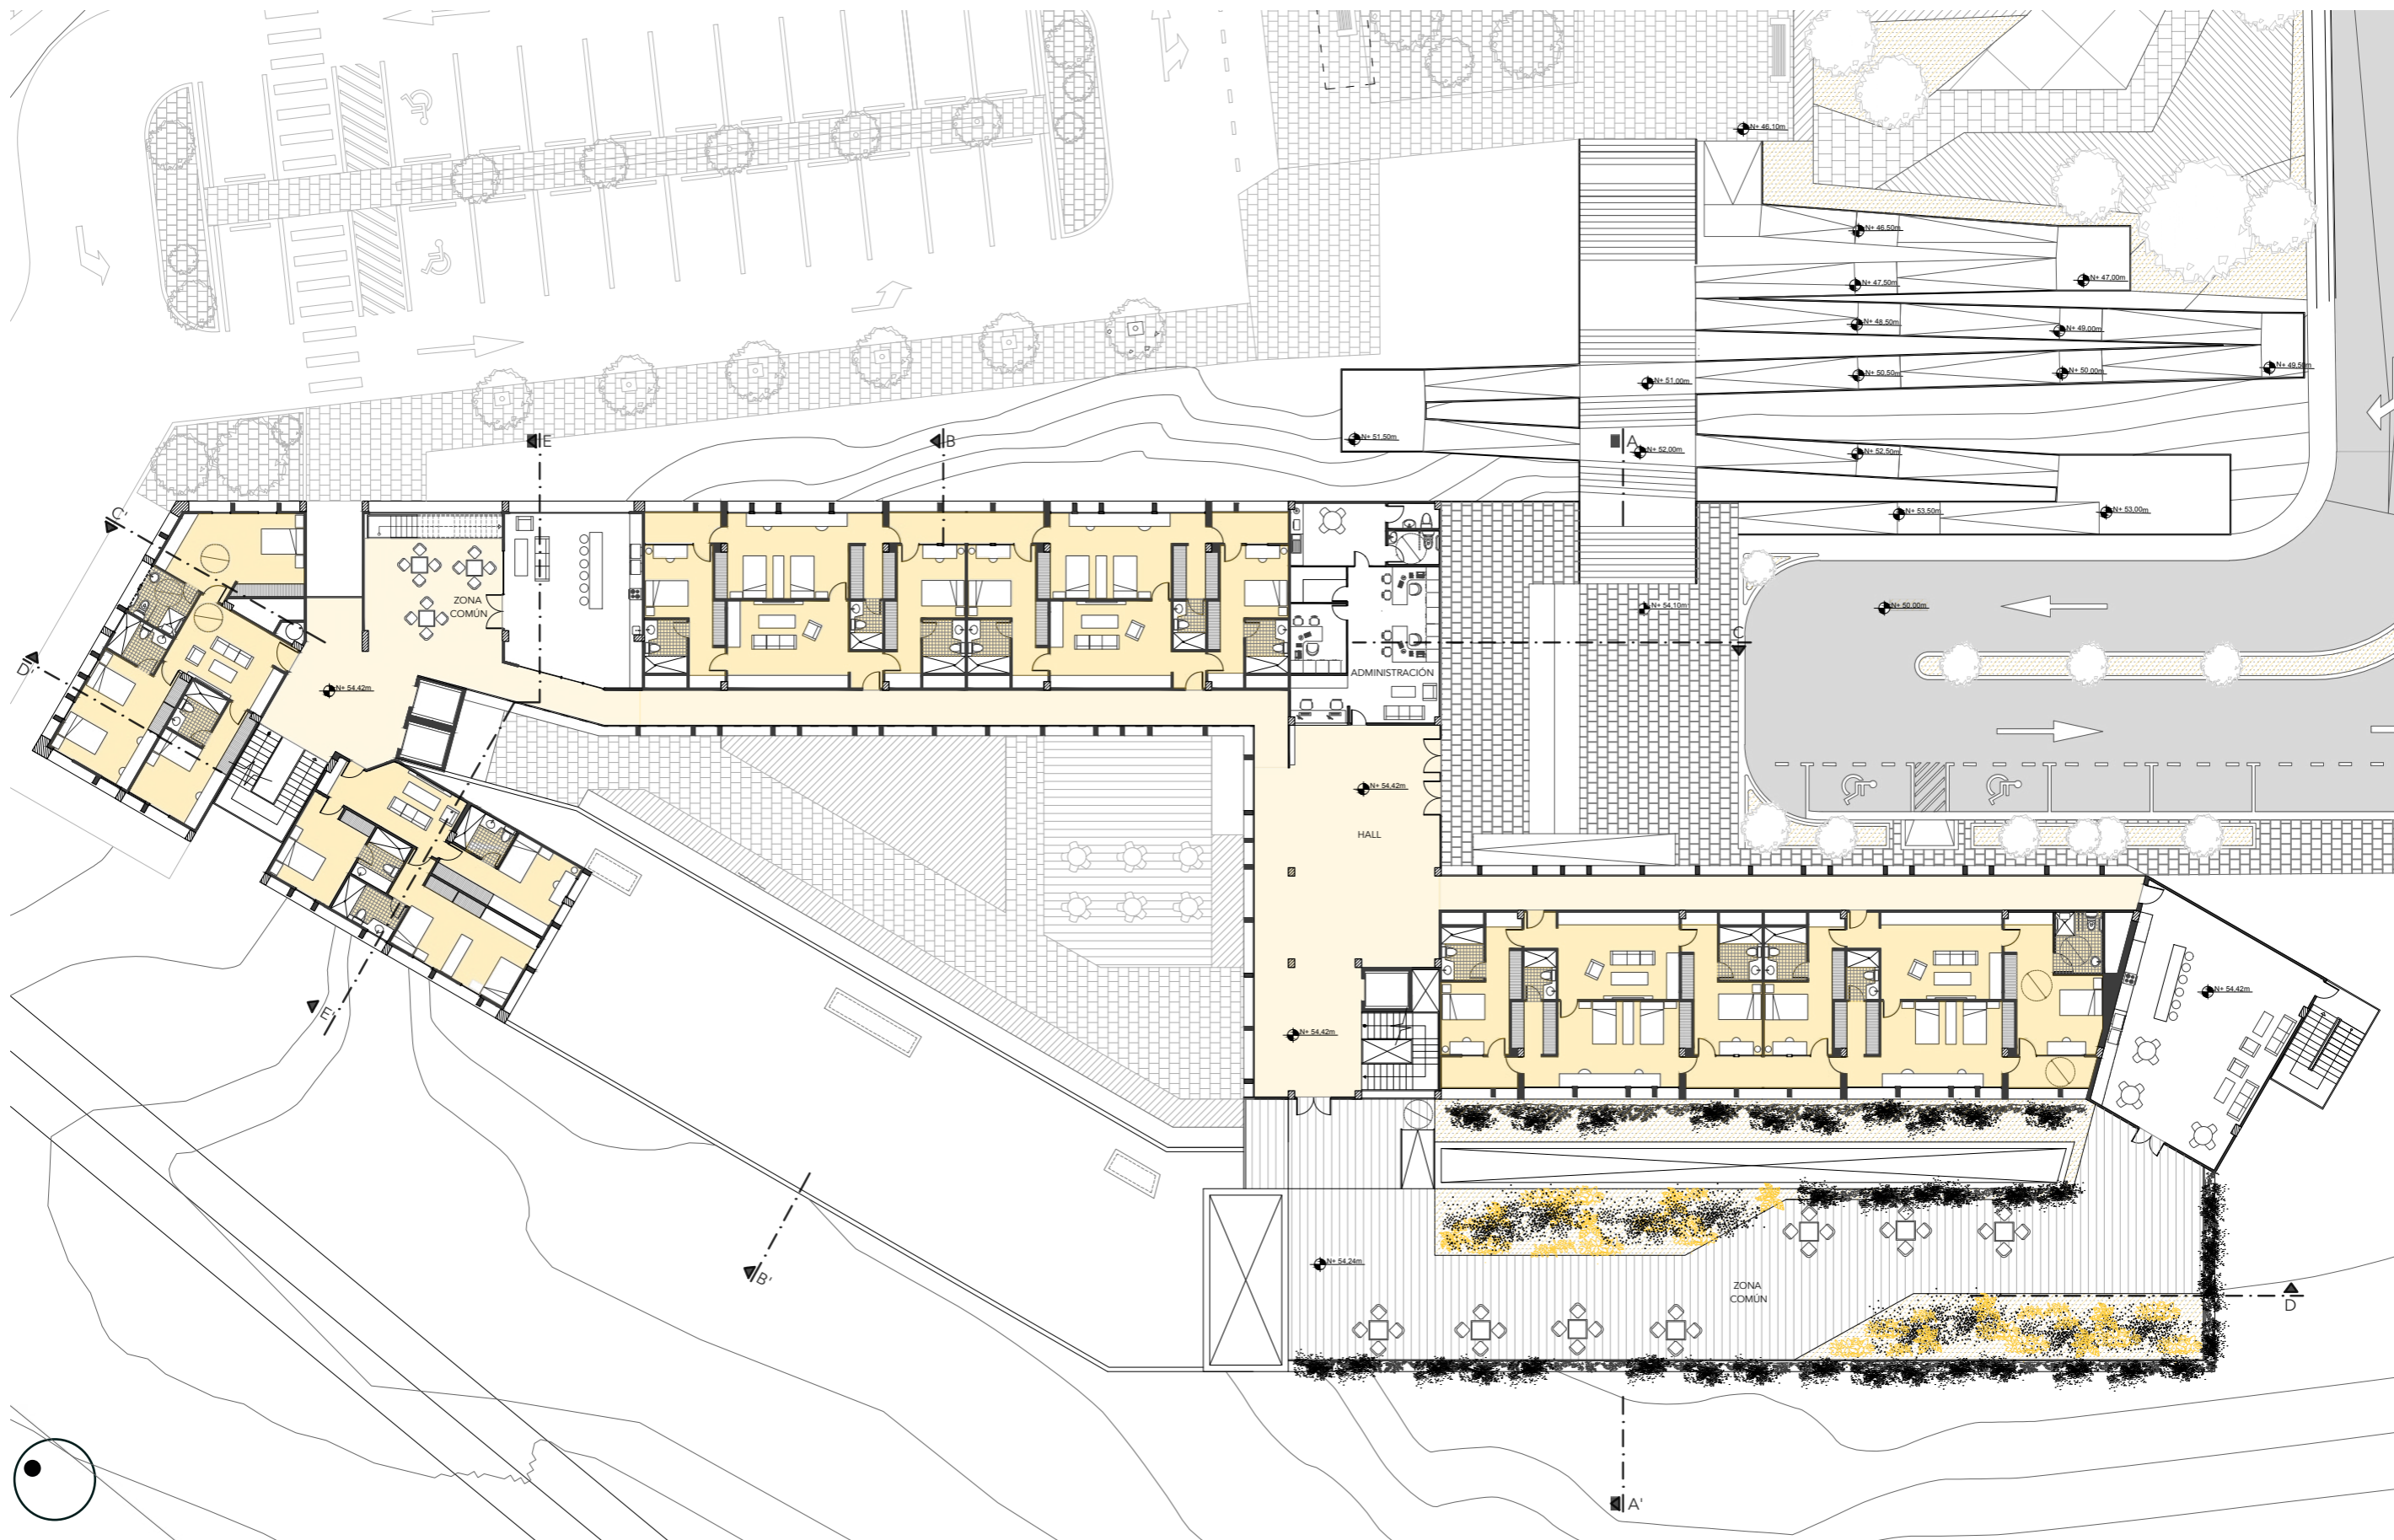 N+ 46.10m
N+ 46.50m
N+ 47.00m
N+ 47.50m
N+ 48.50m
N+ 49.00m
N+ 49.50m
N+ 50.50m
N+ 50.00m
N+ 51.00m
N+ 51.50m
E
B
A
N+ 52.00m
N+ 52.50m
N+ 53.50m
N+ 53.00m
C'
ZONA
COMÚN
N+ 54,10m
N+ 50.00m
C
D'
ADMINISTRACIÓN
N+ 54,42m
N+ 54,42m
HALL
N+ 54,42m
E'
N+ 54,42m
B'
N+ 54,24m
ZONA
COMÚN
D
A'